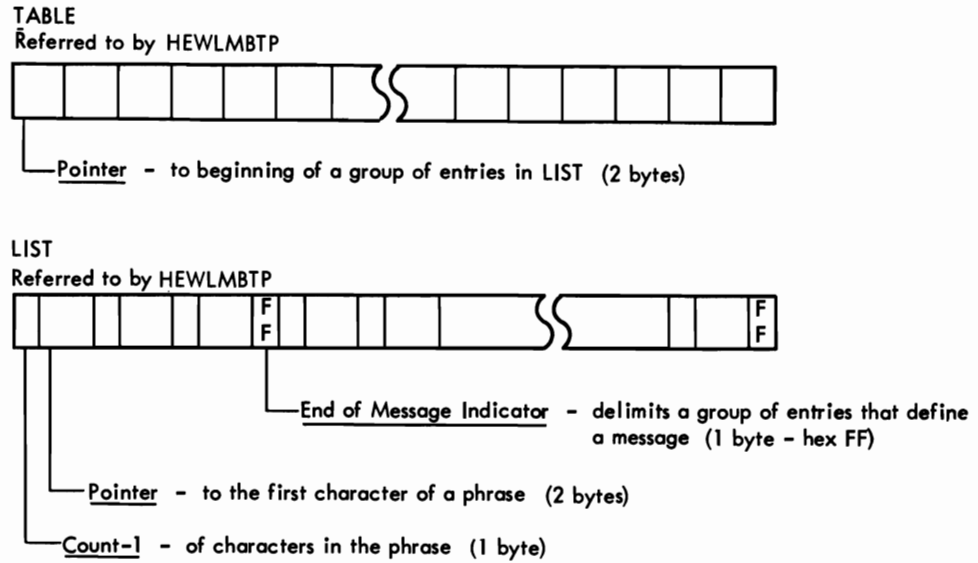 TABLE
Referred to by HEWLMBTP
Pointer - to beginning of a group of entries in LIST (2 bytes)
LIST
Referred to by HEWLMBTP
F F
F F
End of Message Indicator - delimits a group of entries that define
a message (1 byte - hex FF)
Pointer - to the first character of a phrase (2 bytes)
Count-1 - of characters in the phrase (1 byte)